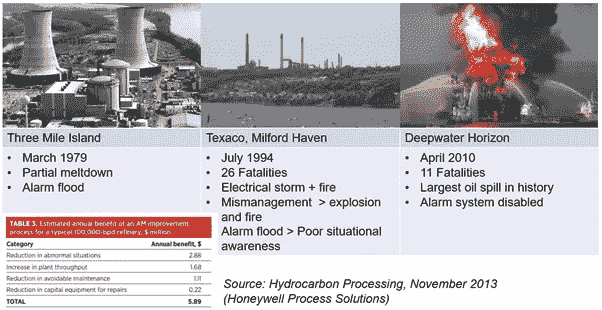 Three Mile Island
• March 1979
• Partial meltdown
• Alarm flood
Texaco, Milford Haven
• July 1994
• 26 Fatalities
• Electrical storm + fire
• Mismanagement > explosion
and fire
• Alarm flood > Poor situational
awareness
Deepwater Horizon
• April 2010
• 11 Fatalities
• Largest oil spill in history
• Alarm system disabled
TABLE 3. Estimated annual benefit of an AM improvement
process for a typical 100,000-bpd refinery, $ million
Category Annual benefit, $
Reduction in abnormal situations 2.88
Increase in plant throughput 1.68
Reduction in avoidable maintenance 1.11
Reduction in capital equipment for repairs 0.22
TOTAL 5.89
Source: Hydrocarbon Processing, November 2013
(Honeywell Process Solutions)